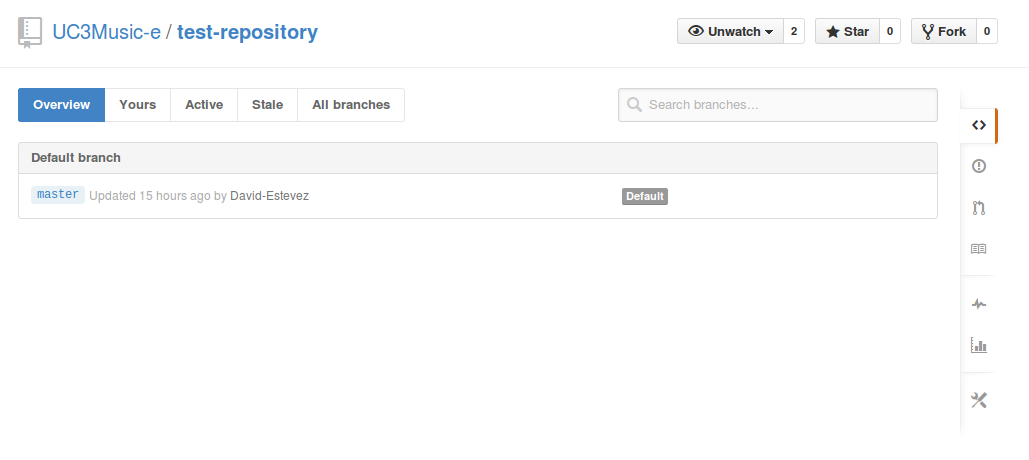 UC3Music-e / test-repository
Unwatch 2 Star 0 Fork 0
Overview Yours Active Stale All branches Search branches...
Default branch
master Updated 15 hours ago by David-Estevez Default